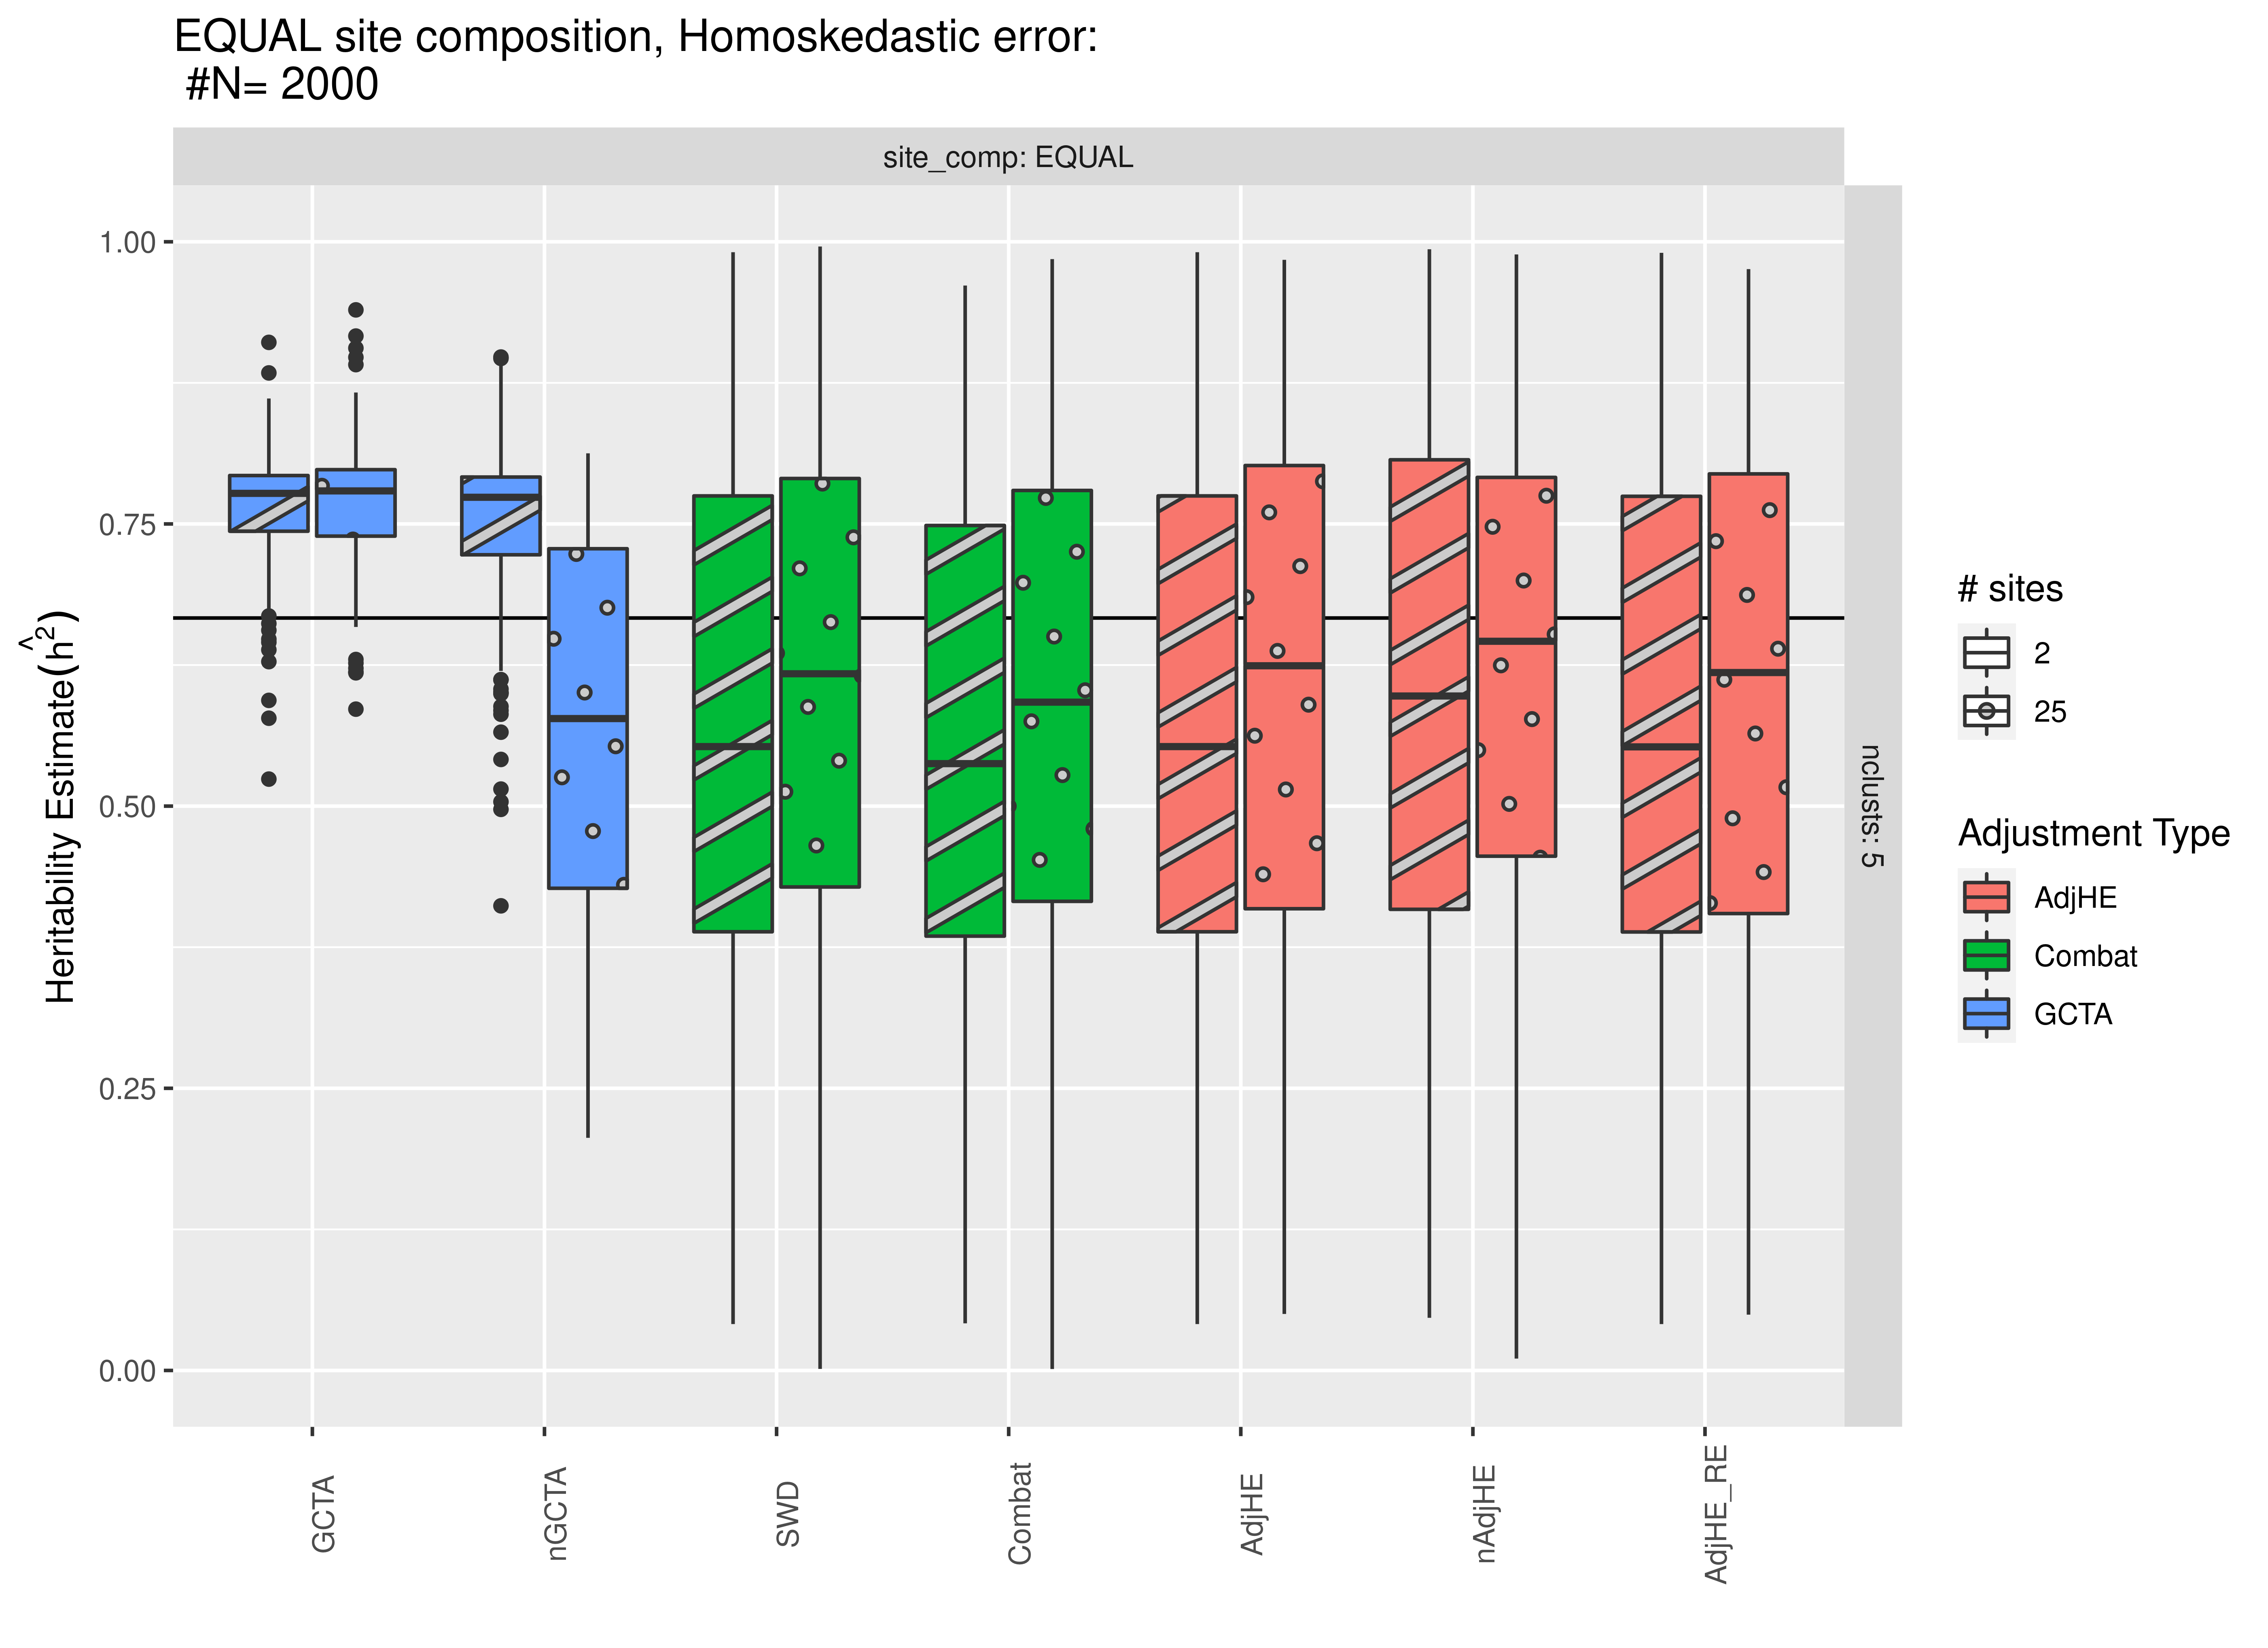 EQUAL site composition, Homoskedastic error:
#N= 2000
site_comp: EQUAL
nclusts: 5
Heritability Estimate(ĥ²)
1.00
0.75
0.50
0.25
0.00
GCTA
nGCTA
SWD
Combat
AdjHE
nAdjHE
AdjHE_RE
# sites
2
25
Adjustment Type
AdjHE
Combat
GCTA